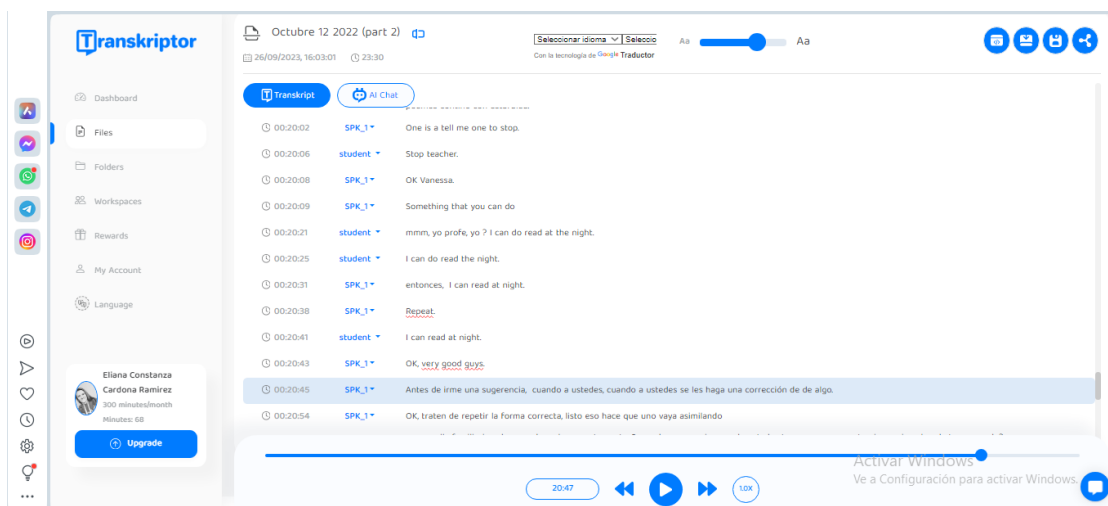 Transkriptor
Octubre 12 2022 (part 2)
26/09/2023, 16:03:01 23:30
Seleccionar idioma Seleccio
Con la tecnología de Google Traductor
Aa Aa
Dashboard
Files
Folders
Workspaces
Rewards
My Account
Language
Eliana Constanza
Cardona Ramirez
300 minutes/month
Minutes: 68
Upgrade
Transkript AI Chat
00:20:02 SPK_1 One is a tell me one to stop.
00:20:06 student Stop teacher.
00:20:08 SPK_1 OK Vanessa.
00:20:09 SPK_1 Something that you can do
00:20:21 student mmm, yo profe, yo ? I can do read at the night.
00:20:25 student I can do read the night.
00:20:31 SPK_1 entonces, I can read at night.
00:20:38 SPK_1 Repeat.
00:20:41 student I can read at night.
00:20:43 SPK_1 OK, very good guys.
00:20:45 SPK_1 Antes de irme una sugerencia, cuando a ustedes, cuando a ustedes se les haga una corrección de de algo.
00:20:54 SPK_1 OK, traten de repetir la forma correcta, listo eso hace que uno vaya asimilando
20:47 1.0X
Activar Windows
Ve a Configuración para activar Windows.